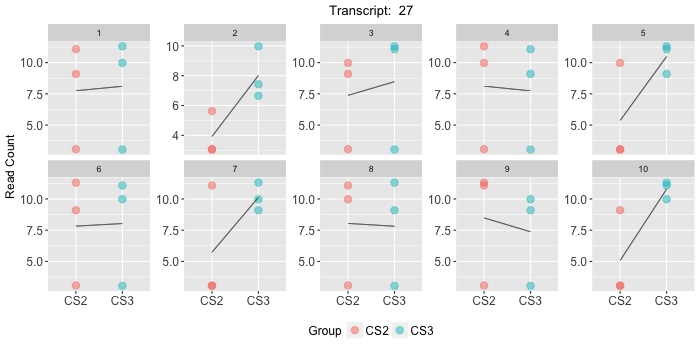 Transcript: 27
1 2 3 4 5
10.0 10 10.0 10.0 10.0
7.5 8 7.5 7.5 7.5
5.0 6 5.0 5.0 5.0
4
Read Count
6 7 8 9 10
10.0 10.0 10.0 10.0 10.0
7.5 7.5 7.5 7.5 7.5
5.0 5.0 5.0 5.0 5.0
CS2 CS3 CS2 CS3 CS2 CS3 CS2 CS3 CS2 CS3
Group CS2 CS3